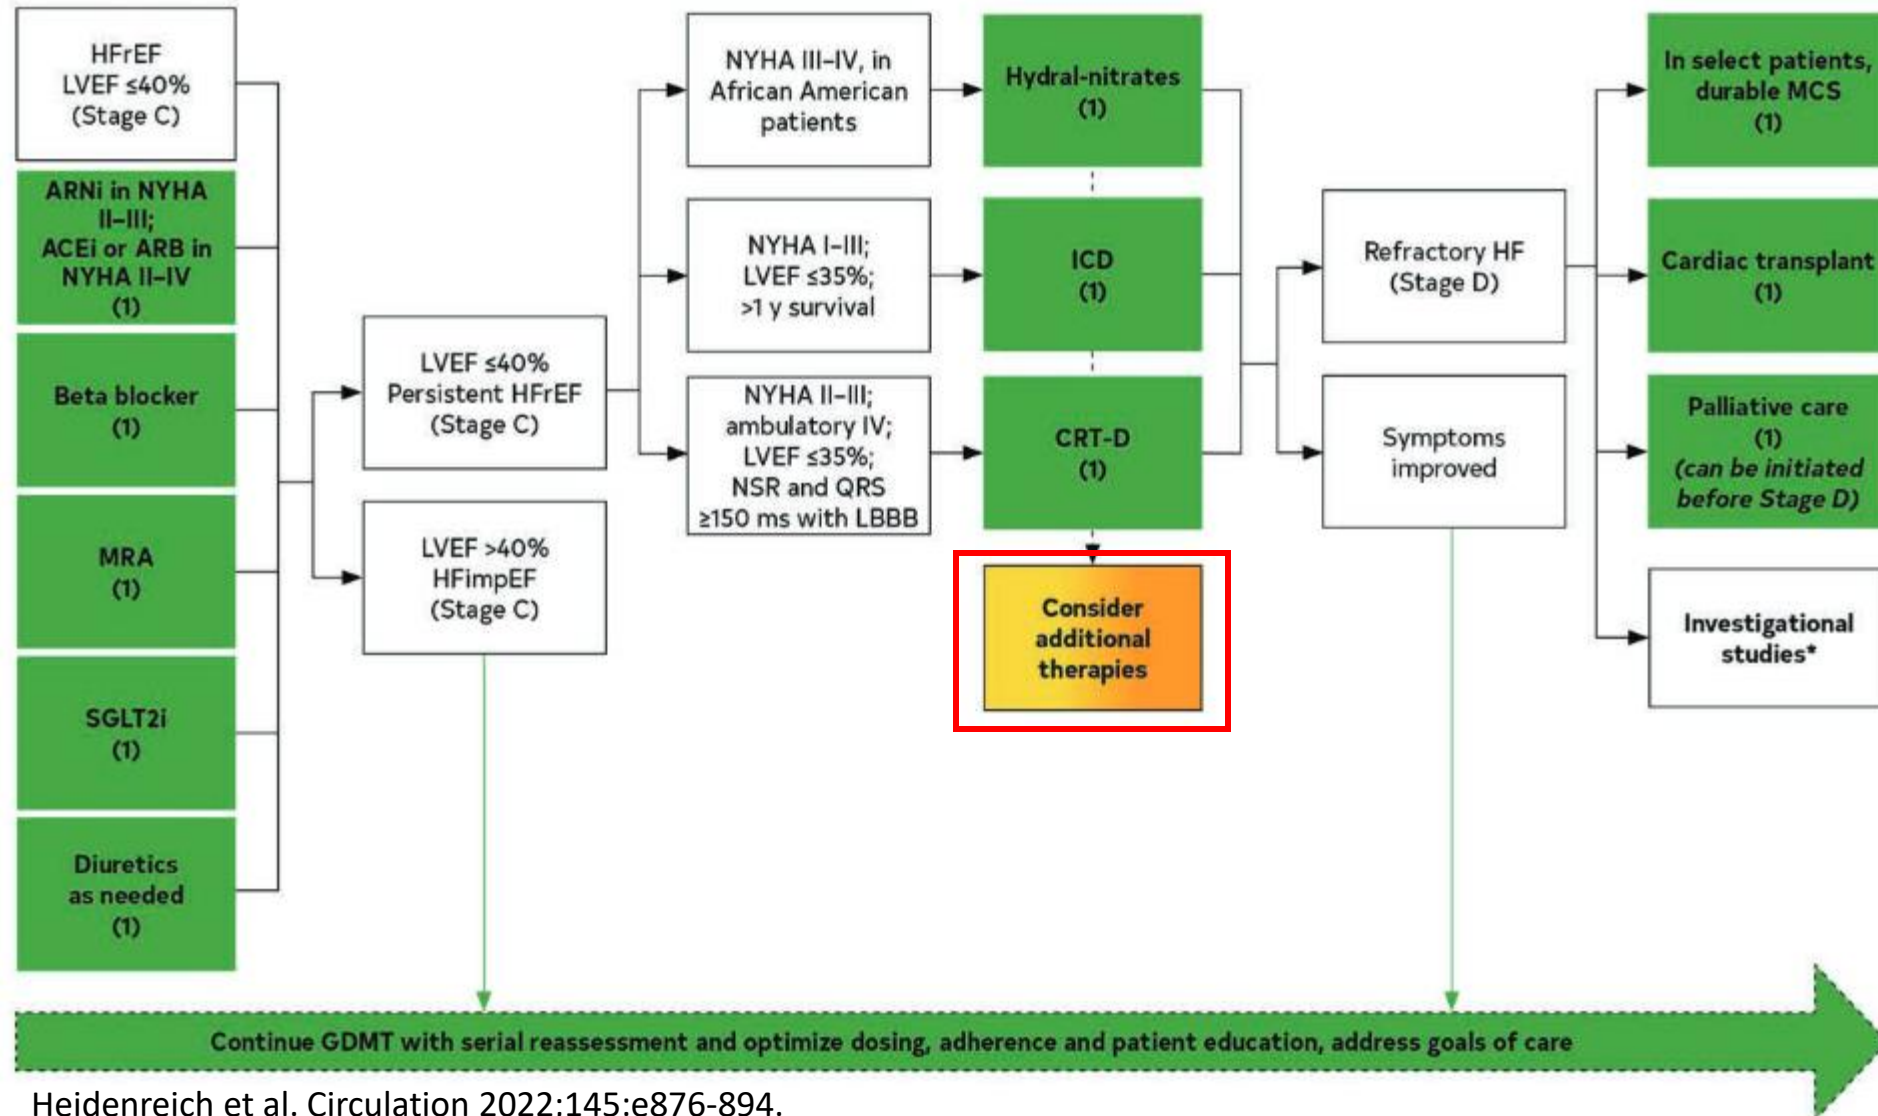 HFrEF
LVEF ≤40%
(Stage C)
ARNi in NYHA
II–III;
ACEi or ARB in
NYHA II–IV
(1)
Beta blocker
(1)
MRA
(1)
SGLT2i
(1)
Diuretics
as needed
(1)
LVEF ≤40%
Persistent HFrEF
(Stage C)
LVEF >40%
HFimpEF
(Stage C)
NYHA III–IV, in
African American
patients
NYHA I–III;
LVEF ≤35%;
>1 y survival
NYHA II–III;
ambulatory IV;
LVEF ≤35%;
NSR and QRS
≥150 ms with LBBB
Hydral-nitrates
(1)
ICD
(1)
CRT-D
(1)
Consider
additional
therapies
Refractory HF
(Stage D)
Symptoms
improved
In select patients,
durable MCS
(1)
Cardiac transplant
(1)
Palliative care
(1)
(can be initiated
before Stage D)
Investigational
studies*
Continue GDMT with serial reassessment and optimize dosing, adherence and patient education, address goals of care
Heidenreich et al. Circulation 2022;145:e876-894.